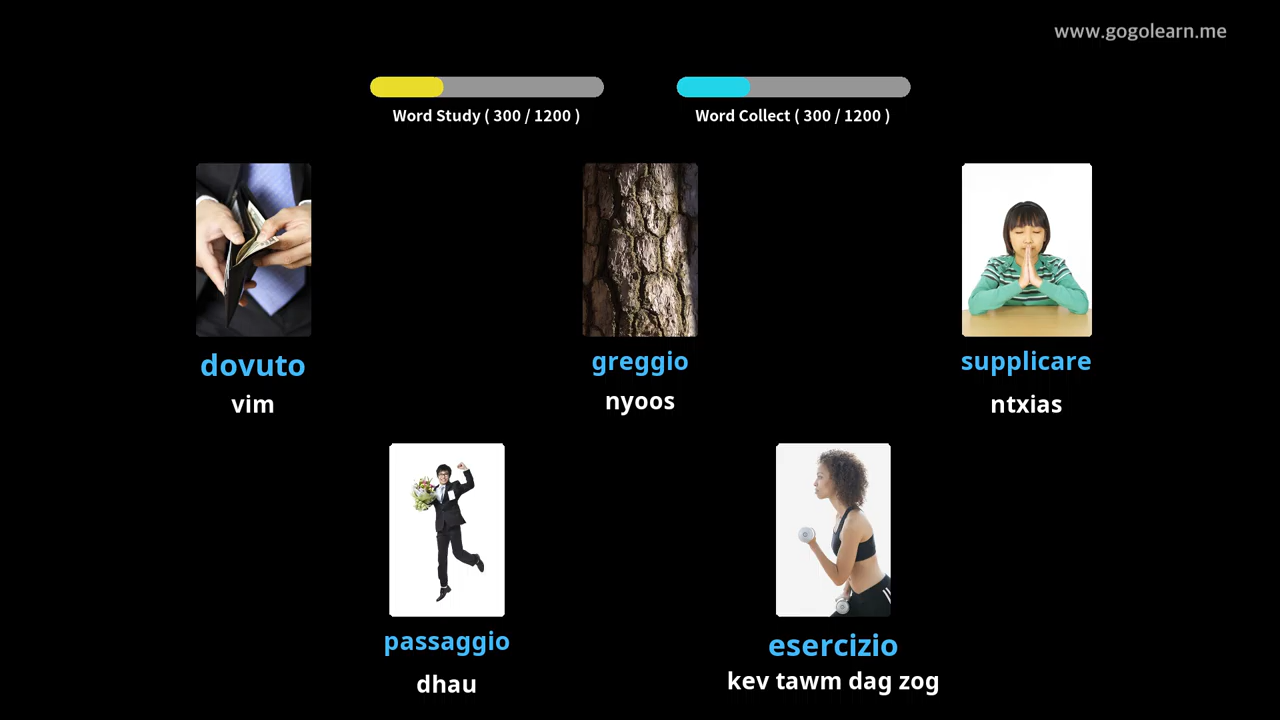 www.gogolearn.me
Word Study ( 300 / 1200 )
Word Collect ( 300 / 1200 )
dovuto
vim
greggio
nyoos
supplicare
ntxias
passaggio
dhau
esercizio
kev tawm dag zog